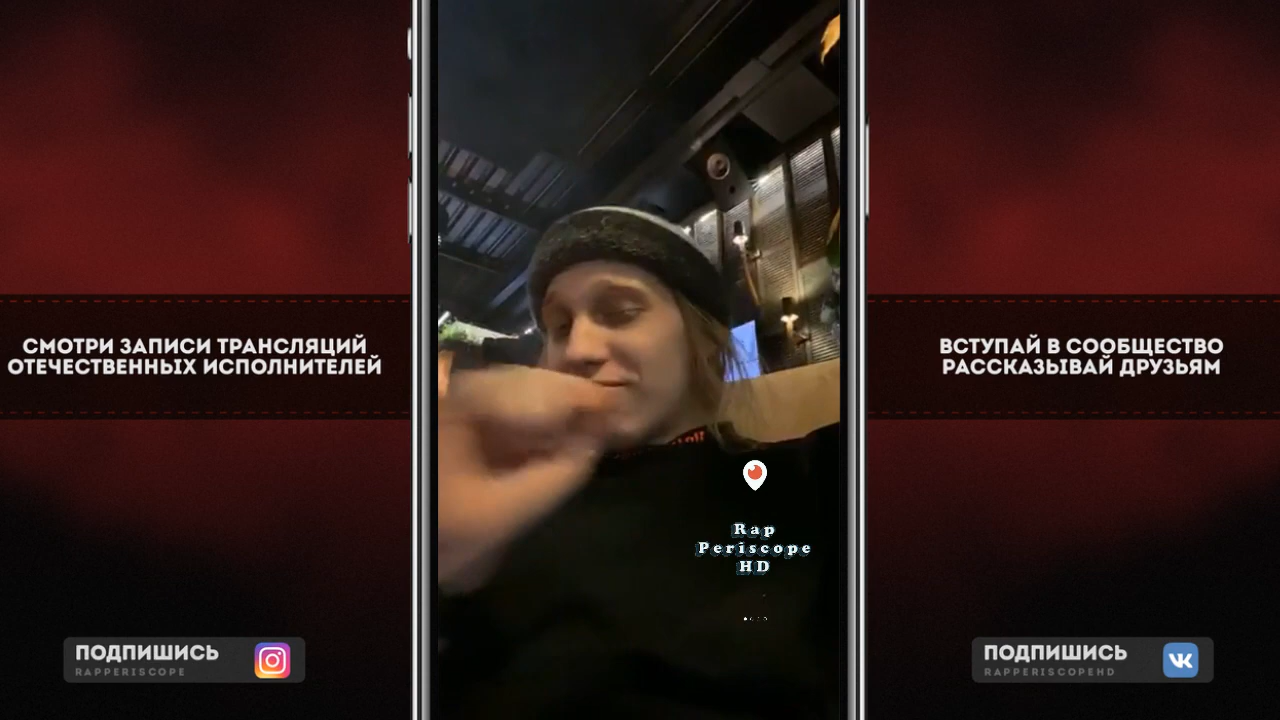 СМОТРИ ЗАПИСИ ТРАНСЛЯЦИЙ
ОТЕЧЕСТВЕННЫХ ИСПОЛНИТЕЛЕЙ
ВСТУПАЙ В СООБЩЕСТВО
РАССКАЗЫВАЙ ДРУЗЬЯМ
Rap
Periscope
HD
ПОДПИШИСЬ
RAPPERISCOPE
ПОДПИШИСЬ
RAPPERISCOPEHD